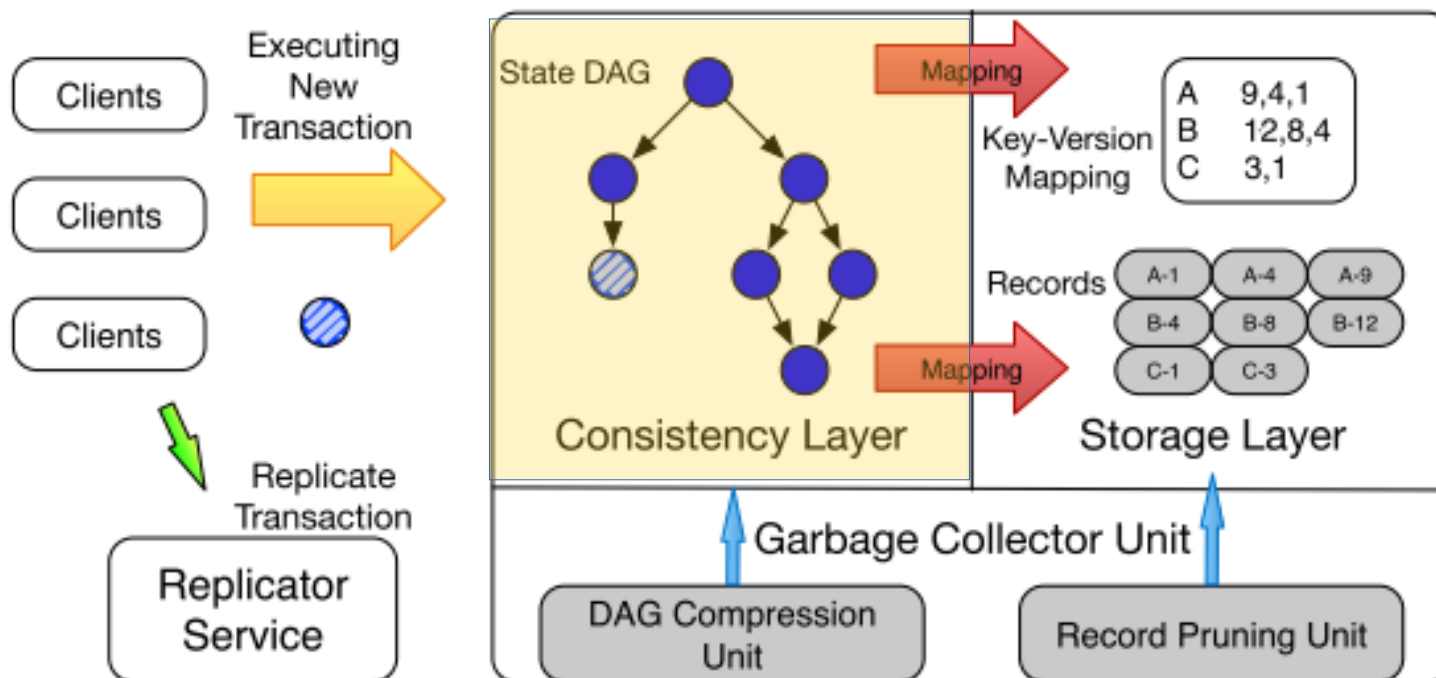 Clients
Clients
Clients
Executing
New
Transaction
Replicate
Transaction
Replicator
Service
State DAG
Consistency Layer
Mapping
Mapping
Key-Version
Mapping
A 9,4,1
B 12,8,4
C 3,1
Records
A-1 A-4 A-9
B-4 B-8 B-12
C-1 C-3
Storage Layer
Garbage Collector Unit
DAG Compression
Unit
Record Pruning Unit